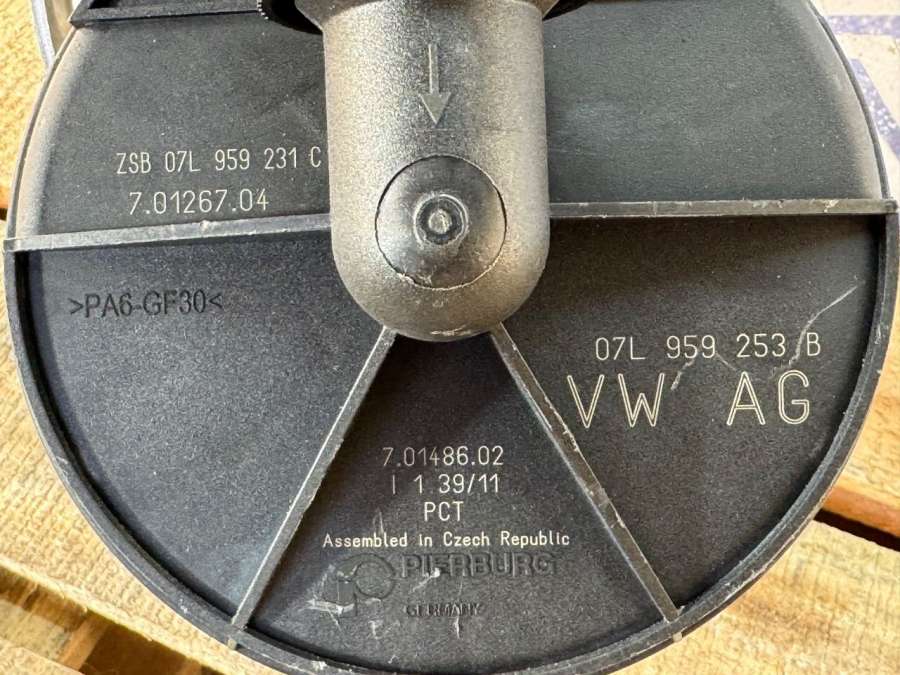 ZSB 07L 959 231 C
7.01267.04
>PA6-GF30<
07L 959 253 B
VW AG
7.01486.02
I 1 39/11
PCT
Assembled in Czech Republic
PIERBURG
GERMANY